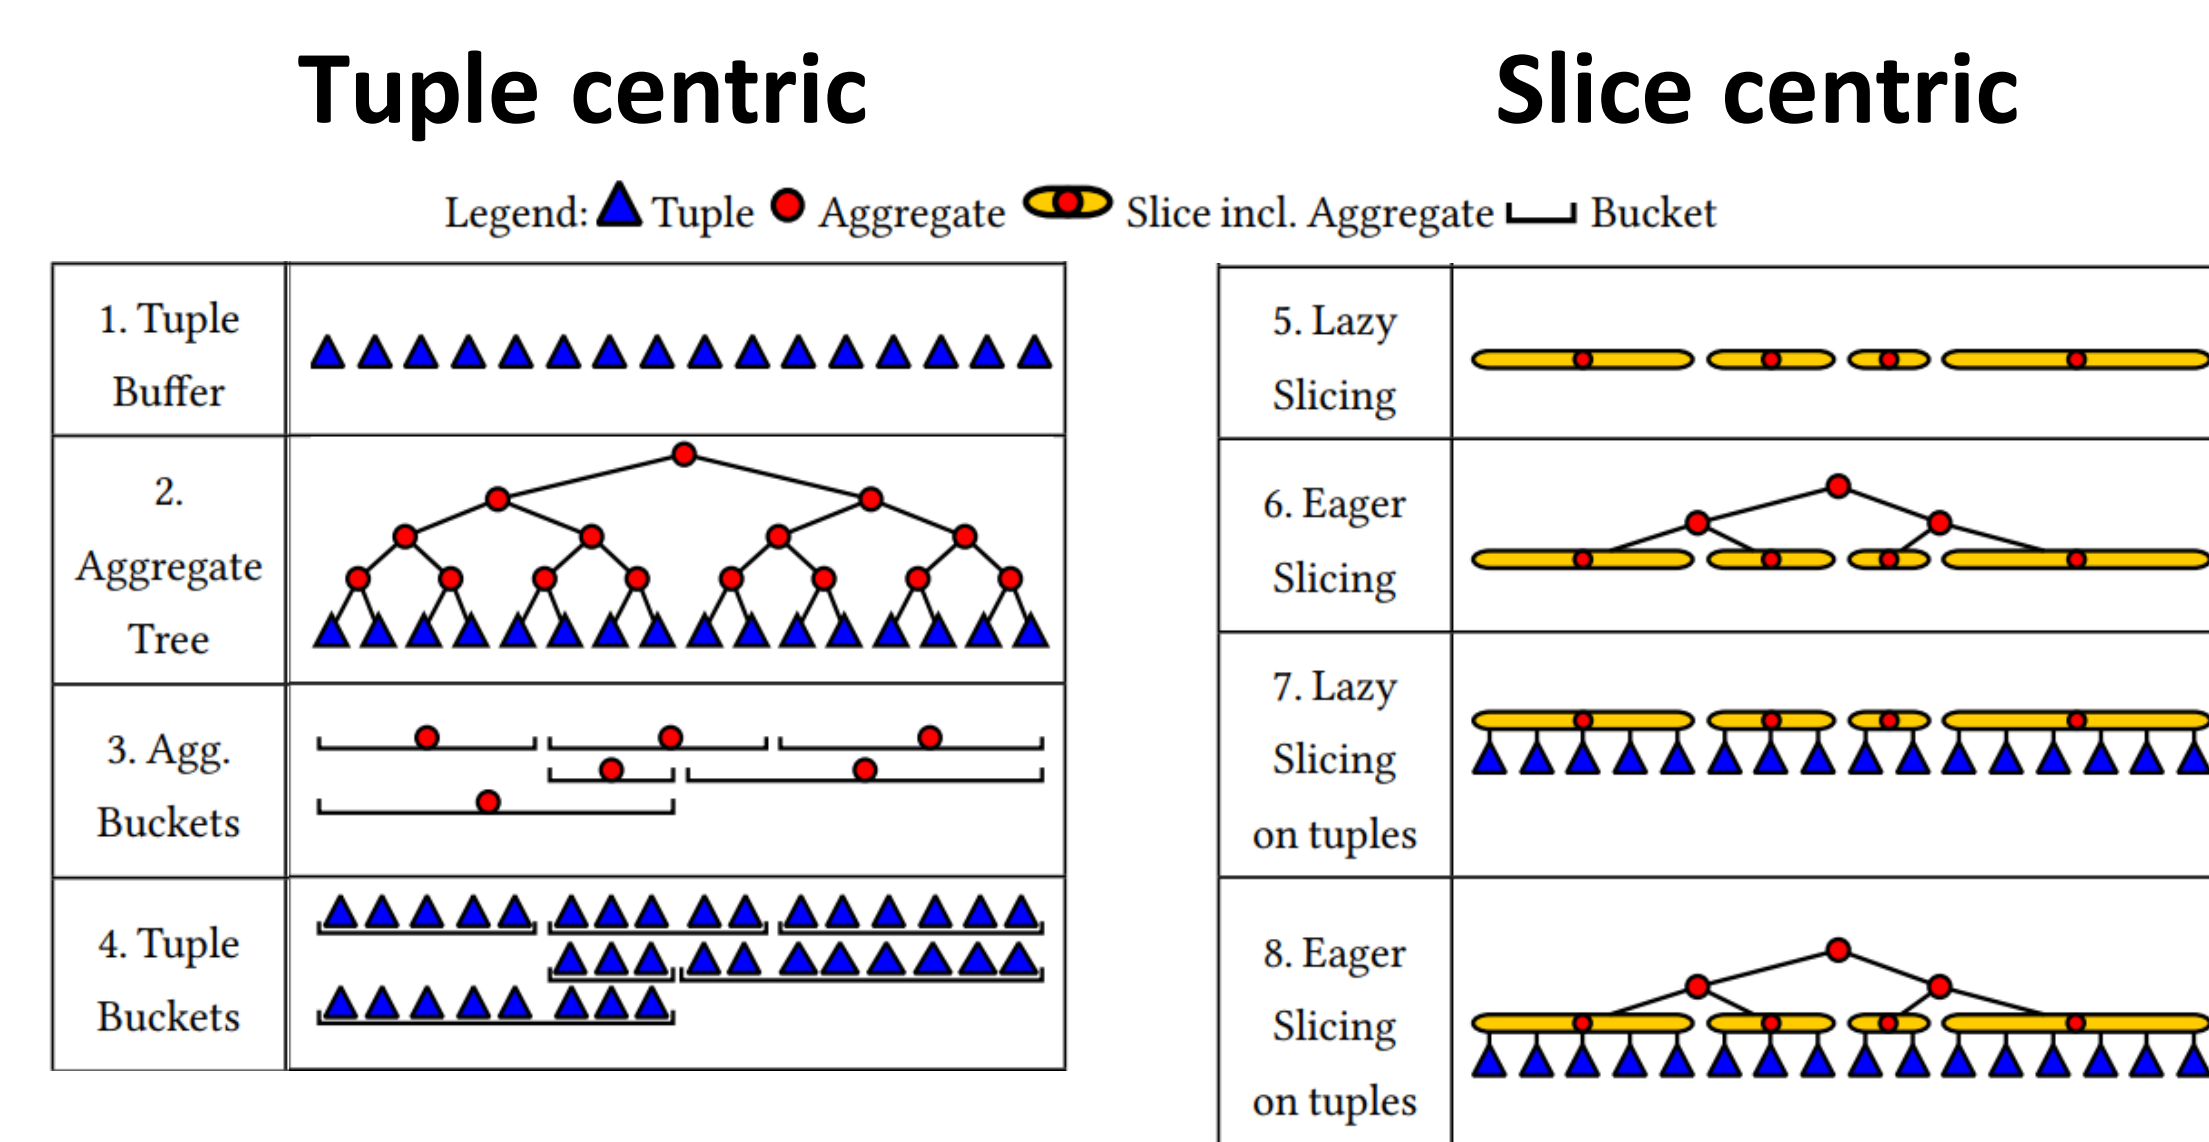 Tuple centric
Slice centric
Legend: Tuple Aggregate Slice incl. Aggregate Bucket
1. Tuple
Buffer
2.
Aggregate
Tree
3. Agg.
Buckets
4. Tuple
Buckets
5. Lazy
Slicing
6. Eager
Slicing
7. Lazy
Slicing
on tuples
8. Eager
Slicing
on tuples